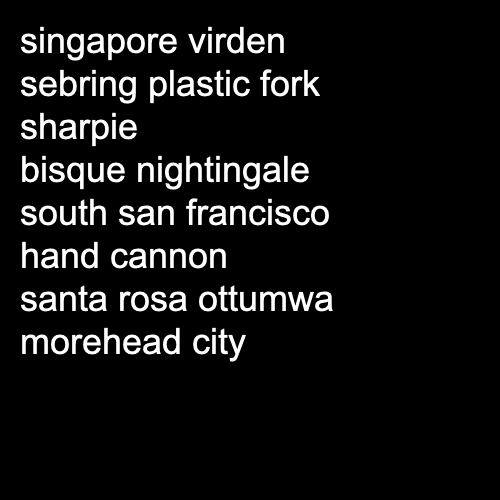 singapore virden
sebring plastic fork
sharpie
bisque nightingale
south san francisco
hand cannon
santa rosa ottumwa
morehead city